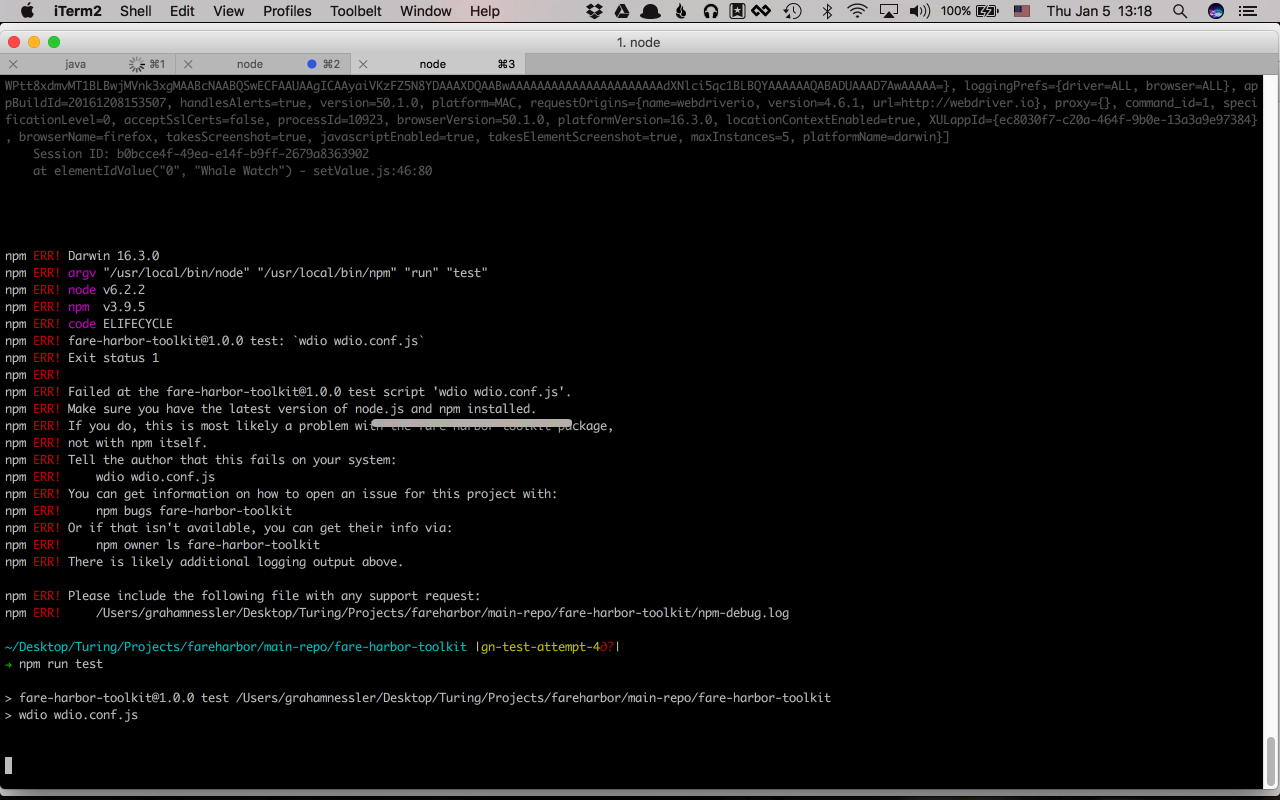 iTerm2 Shell Edit View Profiles Toolbelt Window Help 100% Thu Jan 5 13:18
1. node
java ⌘1 node ⌘2 node ⌘3
pBuildId=20161208153507, handlesAlerts=true, version=50.1.0, platform=MAC, requestOrigins={name=webdriverio, version=4.6.1, url=http://webdriver.io}, proxy={}, command_id=1, speci
ficationLevel=0, acceptSslCerts=false, processId=10923, browserVersion=50.1.0, platformVersion=16.3.0, locationContextEnabled=true, XULappId={ec8030f7-c20a-464f-9b0e-13a3a9e97384}
, browserName=firefox, takesScreenshot=true, javascriptEnabled=true, takesElementScreenshot=true, maxInstances=5, platformName=darwin}]
Session ID: b0bcce4f-49ea-e14f-b9ff-2679a8363902
at elementIdValue("0", "Whale Watch") - setValue.js:46:80
npm ERR! Darwin 16.3.0
npm ERR! argv "/usr/local/bin/node" "/usr/local/bin/npm" "run" "test"
npm ERR! node v6.2.2
npm ERR! npm  v3.9.5
npm ERR! code ELIFECYCLE
npm ERR! fare-harbor-toolkit@1.0.0 test: `wdio wdio.conf.js`
npm ERR! Exit status 1
npm ERR!
npm ERR! Failed at the fare-harbor-toolkit@1.0.0 test script 'wdio wdio.conf.js'.
npm ERR! Make sure you have the latest version of node.js and npm installed.
npm ERR! If you do, this is most likely a problem with the fare-harbor-toolkit package,
npm ERR! not with npm itself.
npm ERR! Tell the author that this fails on your system:
npm ERR!     wdio wdio.conf.js
npm ERR! You can get information on how to open an issue for this project with:
npm ERR!     npm bugs fare-harbor-toolkit
npm ERR! Or if that isn't available, you can get their info via:
npm ERR!     npm owner ls fare-harbor-toolkit
npm ERR! There is likely additional logging output above.
npm ERR! Please include the following file with any support request:
npm ERR!     /Users/grahamnessler/Desktop/Turing/Projects/fareharbor/main-repo/fare-harbor-toolkit/npm-debug.log
~/Desktop/Turing/Projects/fareharbor/main-repo/fare-harbor-toolkit |gn-test-attempt-4
→ npm run test
> fare-harbor-toolkit@1.0.0 test /Users/grahamnessler/Desktop/Turing/Projects/fareharbor/main-repo/fare-harbor-toolkit
> wdio wdio.conf.js